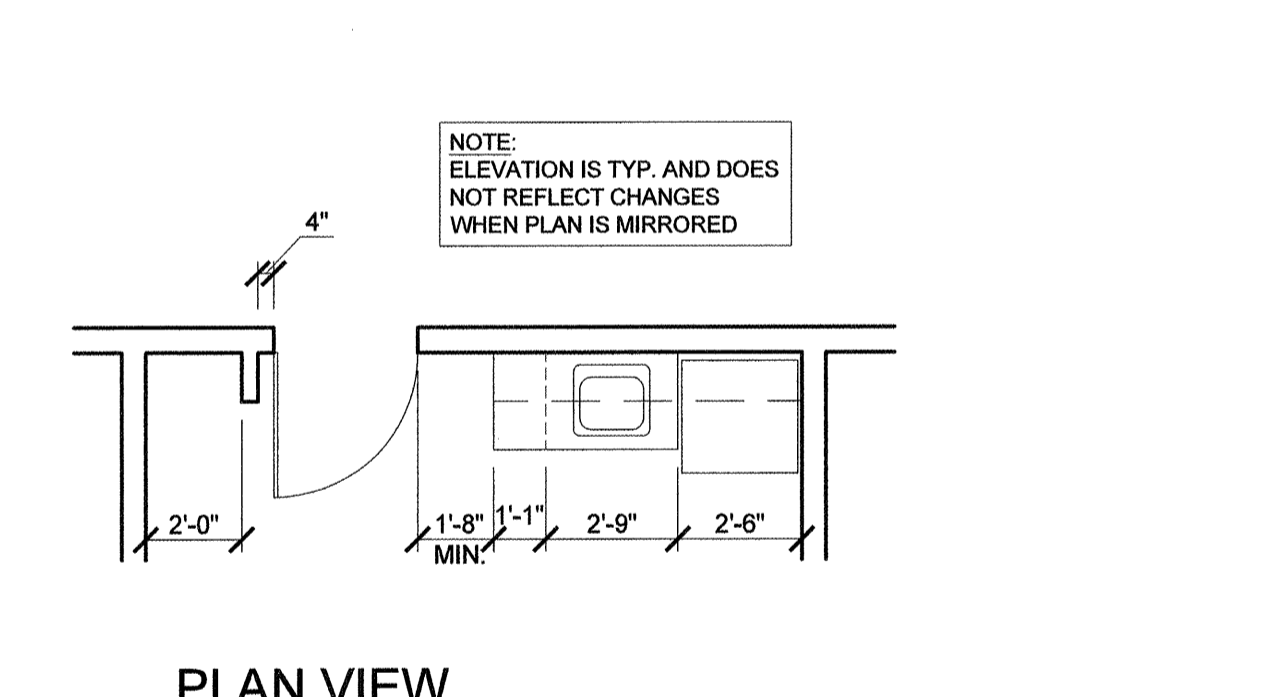 NOTE:
ELEVATION IS TYP. AND DOES
NOT REFLECT CHANGES
WHEN PLAN IS MIRRORED
4"
2'-0"
1'-8"
MIN.
1'-1"
2'-9"
2'-6"
PLAN VIEW